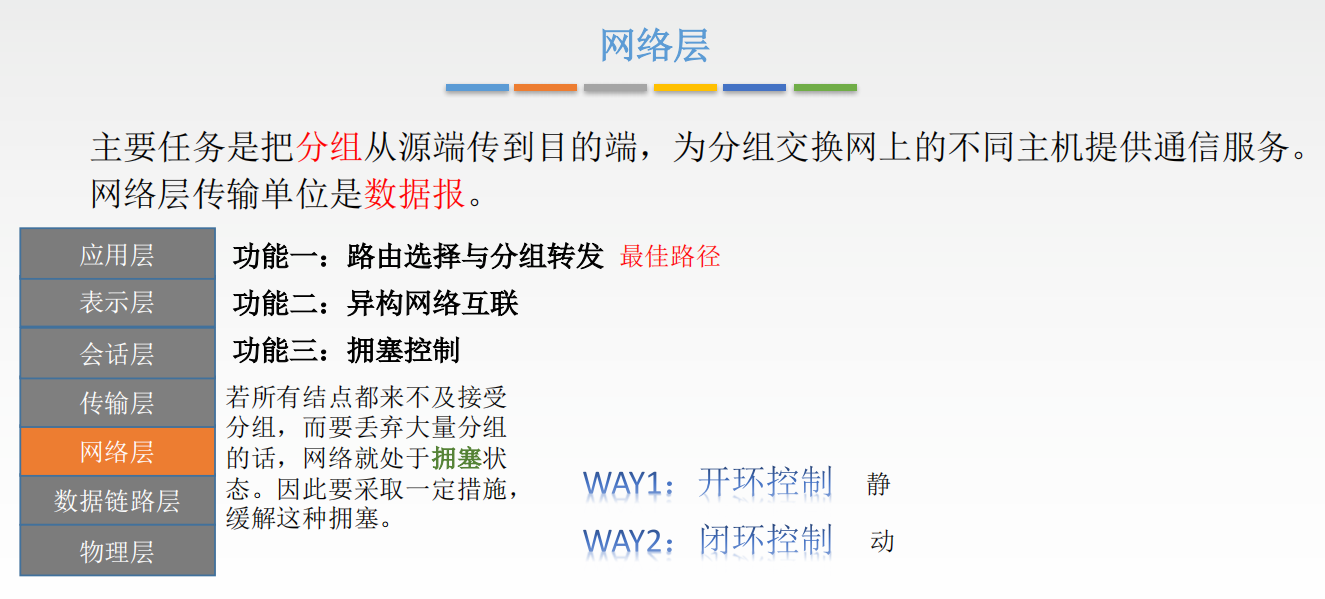 网络层
主要任务是把分组从源端传到目的端，为分组交换网上的不同主机提供通信服务。
网络层传输单位是数据报。
应用层
表示层
会话层
传输层
网络层
数据链路层
物理层
功能一：路由选择与分组转发 最佳路径
功能二：异构网络互联
功能三：拥塞控制
若所有结点都来不及接受
分组，而要丢弃大量分组
的话，网络就处于拥塞状
态。因此要采取一定措施，
缓解这种拥塞。
WAY1：开环控制 静
WAY2：闭环控制 动